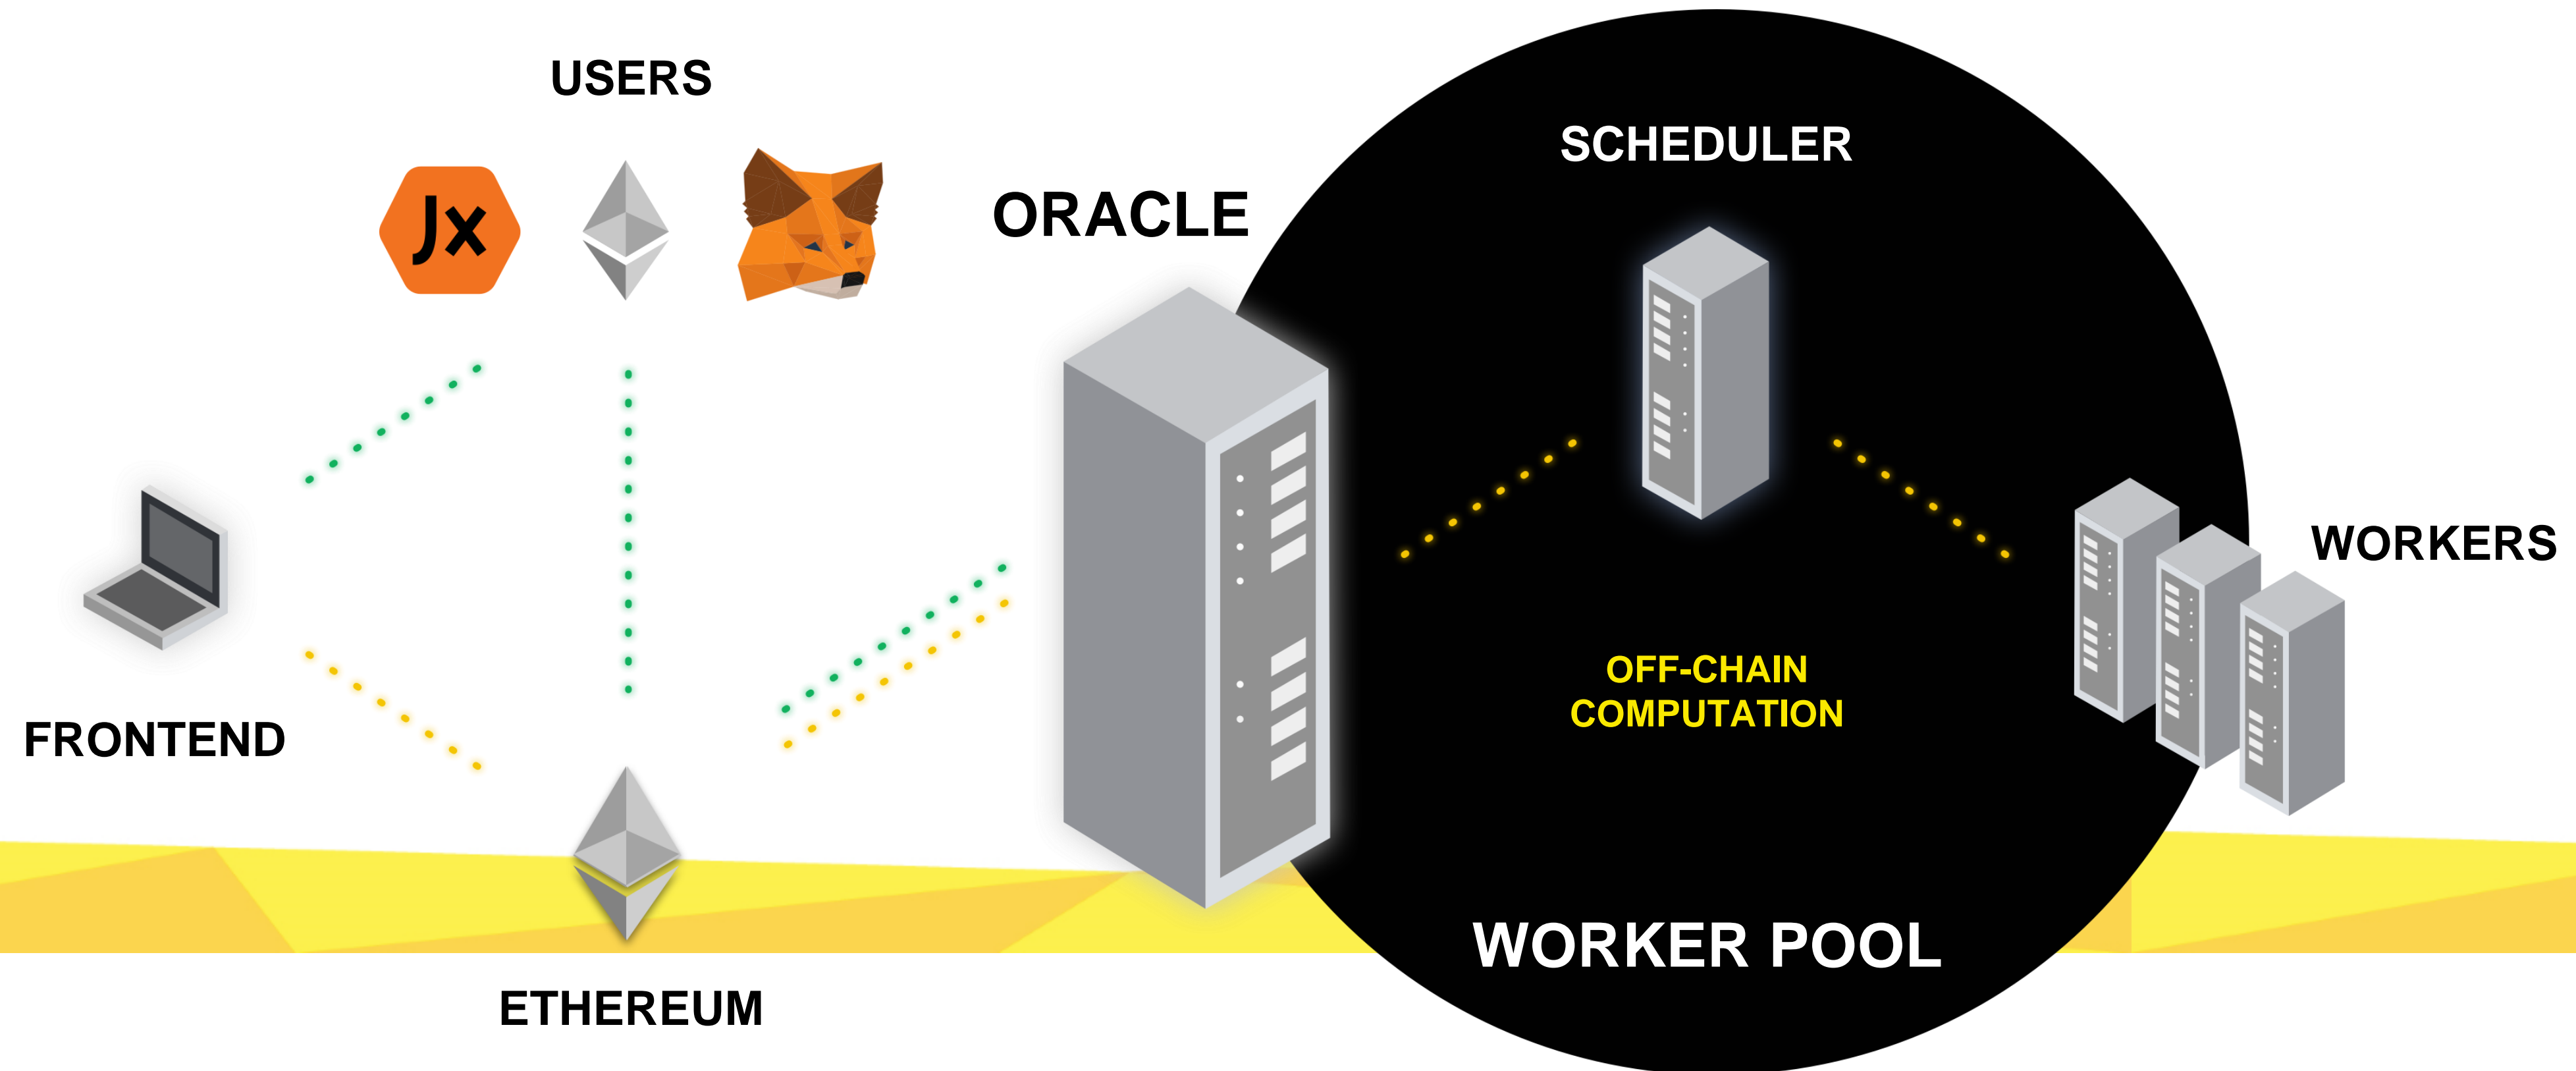 USERS
Jx
ORACLE
SCHEDULER
WORKERS
OFF-CHAIN
COMPUTATION
FRONTEND
WORKER POOL
ETHEREUM